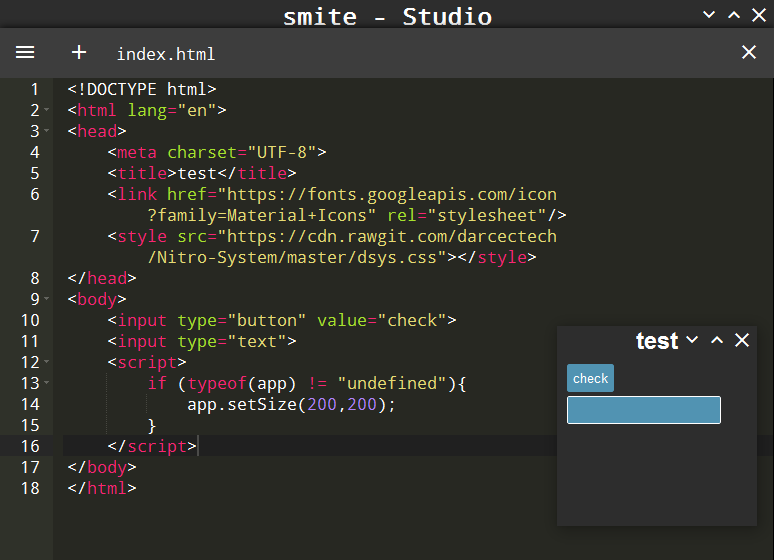 smite - Studio
index.html
1 <!DOCTYPE html>
2 <html lang="en">
3 <head>
4 <meta charset="UTF-8">
5 <title>test</title>
6 <link href="https://fonts.googleapis.com/icon
?family=Material+Icons" rel="stylesheet"/>
7 <style src="https://cdn.rawgit.com/darcectech
/Nitro-System/master/dsys.css"></style>
8 </head>
9 <body>
10 <input type="button" value="check">
11 <input type="text">
12 <script>
13 if (typeof(app) != "undefined"){
14 app.setSize(200,200);
15 }
16 </script>
17 </body>
18 </html>
test
check